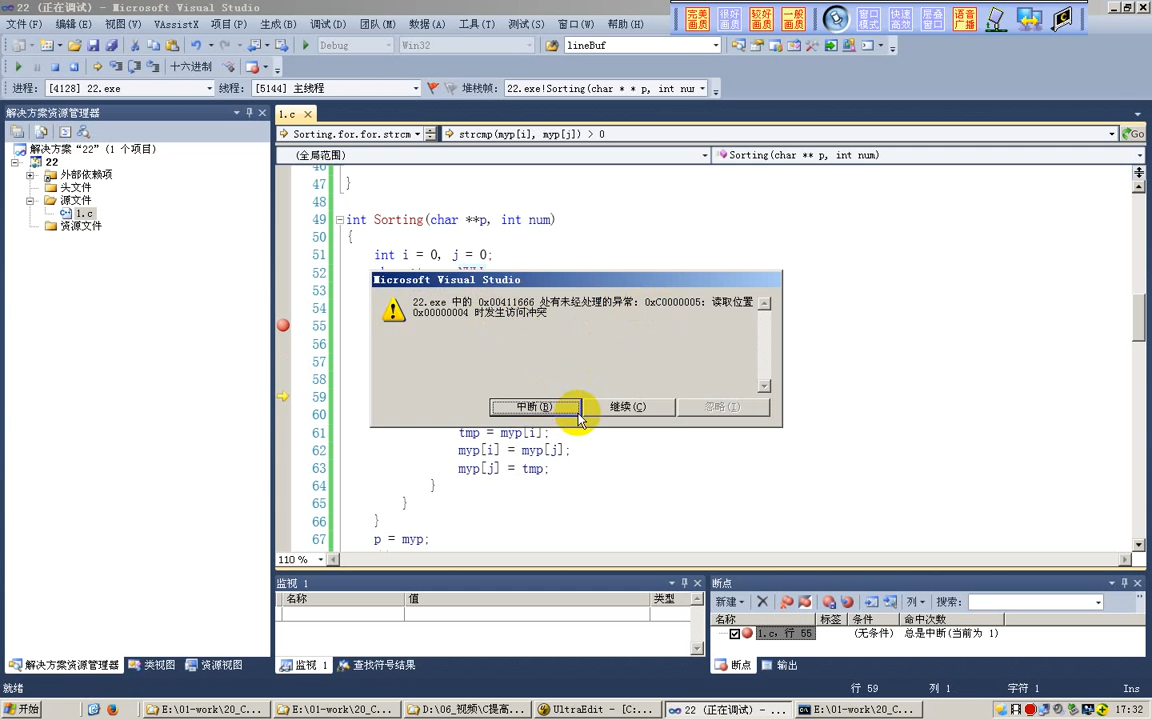 22 (正在调试) - Microsoft Visual Studio
完美画质
很好画质
较好画质
一般画质
窗口模式
快速高效
层叠窗口
语音广播
文件(F) 编辑(E) 视图(V) VAssistX 项目(P) 生成(B) 调试(D) 团队(M) 数据(A) 工具(T) 测试(S) 窗口(W) 帮助(H)
Debug Win32 lineBuf
十六进制
进程: [4128] 22.exe 线程: [5144] 主线程 堆栈帧: 22.exe!Sorting(char * * p, int num
解决方案资源管理器
1.c
Sorting.for.for.strcm strcmp(myp[i], myp[j]) > 0 Go
(全局范围) Sorting(char ** p, int num)
解决方案“22”(1 个项目)
22
外部依赖项
头文件
源文件
1.c
资源文件
46
47 }
48
49 int Sorting(char **p, int num)
50 {
51 int i = 0, j = 0;
52
53
54
55
56
57
58
59
60
61 tmp = myp[i];
62 myp[i] = myp[j];
63 myp[j] = tmp;
64 }
65 }
66 }
67 p = myp;
Microsoft Visual Studio
22.exe 中的 0x00411666 处有未经处理的异常: 0xC0000005: 读取位置
0x00000004 时发生访问冲突
中断(B) 继续(C) 忽略(I)
110 %
监视 1
名称 值 类型
断点
新建 列 搜索:
名称 标签 条件 命中次数
1.c, 行 55 (无条件) 总是中断(当前为 1)
解决方案资源管理器 类视图 资源视图 监视 1 查找符号结果 断点 输出
就绪 行 59 列 1 字符 1 Ins
开始 E:\01-work\20_C... E:\01-work\20_C... D:\06_视频\C提高... UltraEdit - [C:... 22 (正在调试) - ... E:\01-work\20_C... 17:32